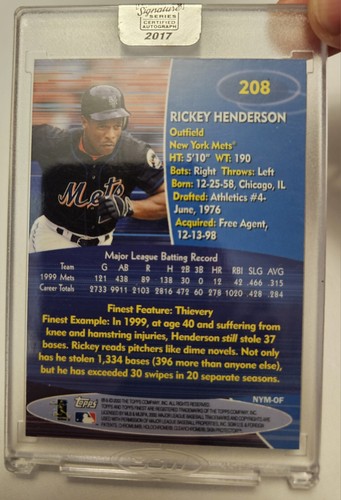 Signature
SERIES
CERTIFIED
AUTOGRAPH
2017
208
RICKEY HENDERSON
Outfield
New York Mets
HT: 5'10" WT: 190
Bats: Right Throws: Left
Born: 12-25-58, Chicago, IL
Drafted: Athletics #4-
June, 1976
Acquired: Free Agent,
12-13-98
Mets
Major League Batting Record
Team G AB R H 2B 3B HR RBI SLG AVG
1999 Mets 121 438 89 138 30 0 12 42 .466 .315
Career Totals 2733 9911 2103 2816 472 60 278 1020 .428 .284
Finest Feature: Thievery
Finest Example: In 1999, at age 40 and suffering from
knee and hamstring injuries, Henderson still stole 37
bases. Rickey reads pitchers like dime novels. Not only
has he stolen 1,334 bases (396 more than anyone else),
but he has exceeded 30 swipes in 20 separate seasons.
NYM-OF
TOPPS